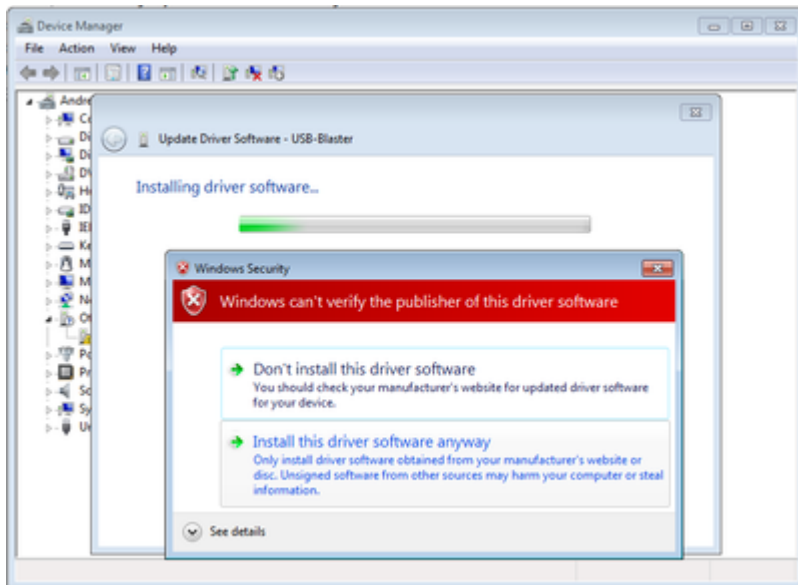 Device Manager
File Action View Help
Andre
Update Driver Software - USB-Blaster
Installing driver software...
Windows Security
Windows can't verify the publisher of this driver software
Don't install this driver software
You should check your manufacturer's website for updated driver software
for your device.
Install this driver software anyway
Only install driver software obtained from your manufacturer's website or
disc. Unsigned software from other sources may harm your computer or steal
information.
See details